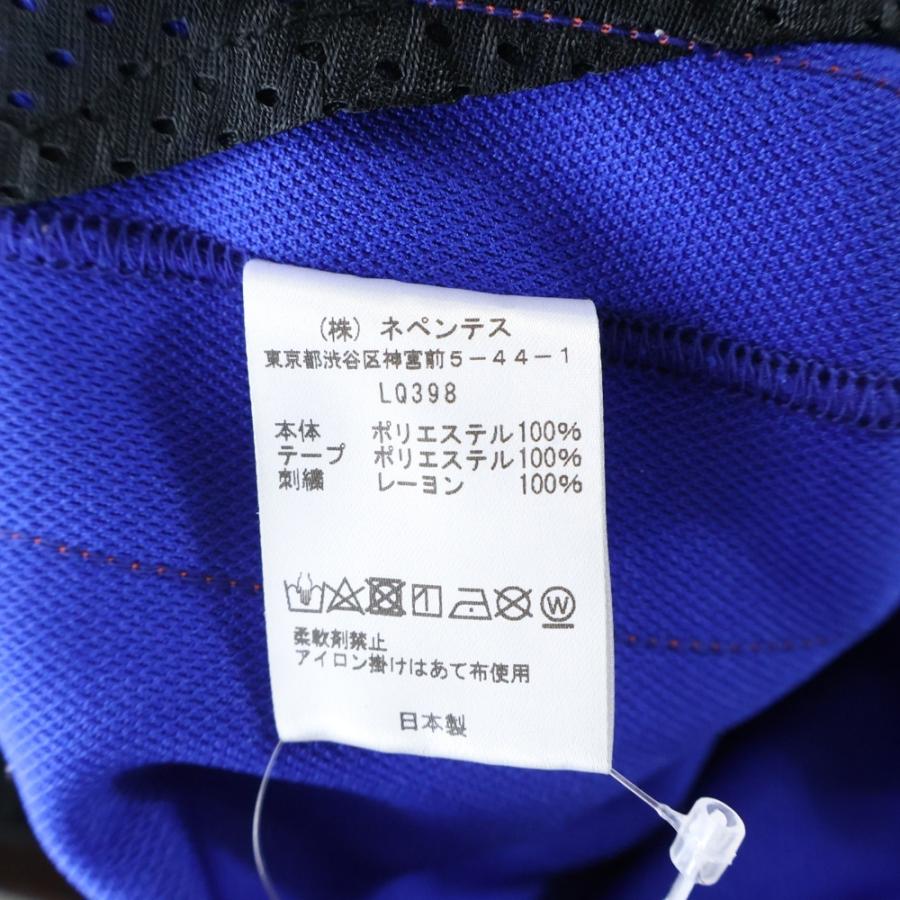 (株) ネペンテス
東京都渋谷区神宮前5-44-1
LQ398
本体 ポリエステル100%
テープ ポリエステル100%
刺繍 レーヨン 100%
W
柔軟剤禁止
アイロン掛けはあて布使用
日本製